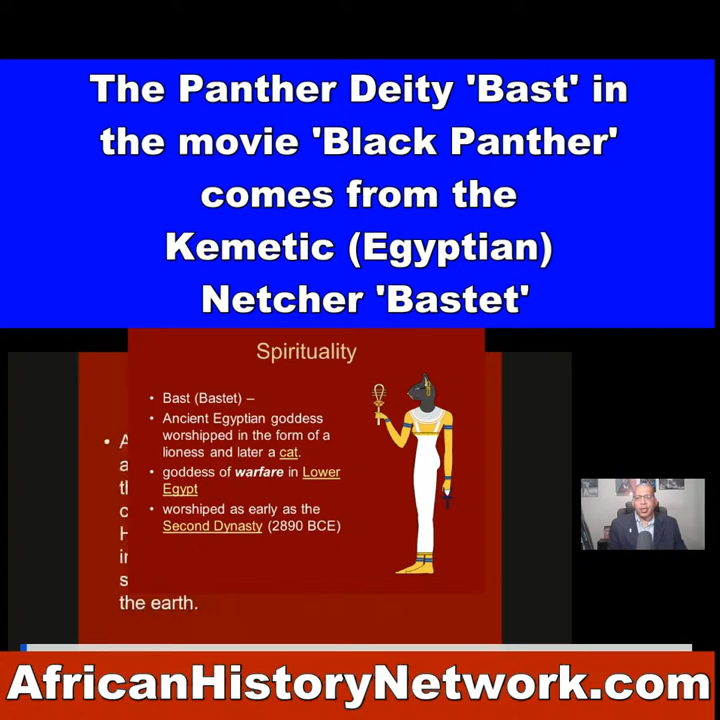 The Panther Deity 'Bast' in
the movie 'Black Panther'
comes from the
Kemetic (Egyptian)
Netcher 'Bastet'
Spirituality
• Bast (Bastet) –
• Ancient Egyptian goddess
worshipped in the form of a
lioness and later a cat.
• goddess of warfare in Lower
Egypt
• worshiped as early as the
Second Dynasty (2890 BCE)
the earth.
AfricanHistoryNetwork.com